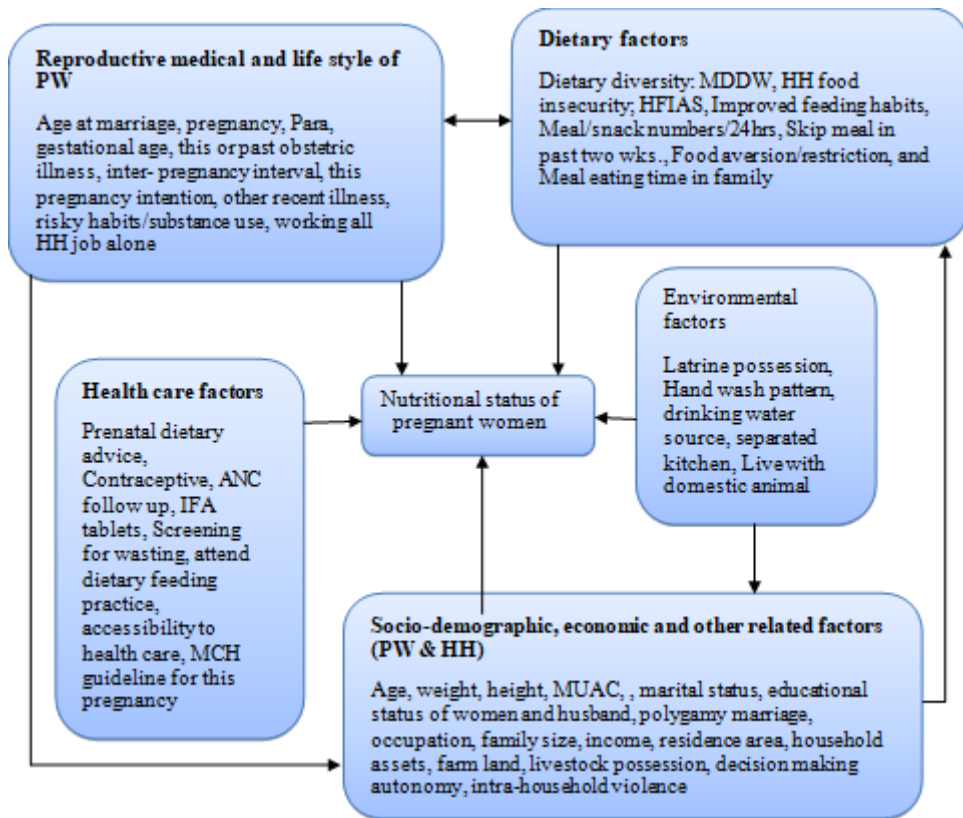 Reproductive medical and life style of
PW
Age at marriage, pregnancy, Para,
gestational age, this or past obstetric
illness, inter- pregnancy interval, this
pregnancy intention, other recent illness,
risky habits/substance use, working all
HH job alone
Dietary factors
Dietary diversity: MDDW, HH food
insecurity; HFIAS, Improved feeding habits,
Meal/snack numbers/24hrs, Skip meal in
past two wks., Food aversion/restriction, and
Meal eating time in family
Environmental
factors
Latrine possession,
Hand wash pattern,
drinking water
source, separated
kitchen, Live with
domestic animal
Health care factors
Prenatal dietary
advice,
Contraceptive, ANC
follow up, IFA
tablets, Screening
for wasting, attend
dietary feeding
practice,
accessibility to
health care, MCH
guideline for this
pregnancy
Nutritional status of
pregnant women
Socio-demographic, economic and other related factors
(PW & HH)
Age, weight, height, MUAC, , marital status, educational
status of women and husband, polygamy marriage,
occupation, family size, income, residence area, household
assets, farm land, livestock possession, decision making
autonomy, intra-household violence